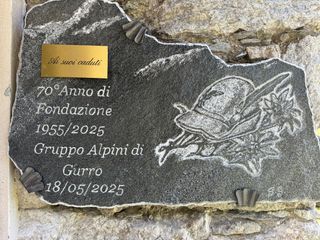 Ai suoi caduti
70°Anno di
Fondazione
1955/2025
Gruppo Alpini di
Gurro
18/05/2025